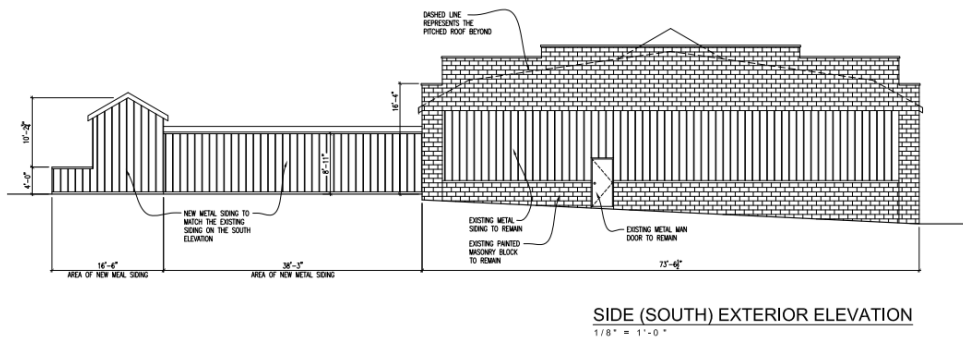 DASHED LINE
REPRESENTS THE
PITCHED ROOF BEYOND
16'-4"
10'-2¾"
4'-0"
8'-11"
NEW METAL SIDING TO
MATCH THE EXISTING
SIDING ON THE SOUTH
ELEVATION
EXISTING METAL
SIDING TO REMAIN
EXISTING PAINTED
MASONRY BLOCK
TO REMAIN
EXISTING METAL MAN
DOOR TO REMAIN
16'-6"
AREA OF NEW MEAL SIDING
38'-3"
AREA OF NEW METAL SIDING
73'-6½"
SIDE (SOUTH) EXTERIOR ELEVATION
1/8" = 1'-0"